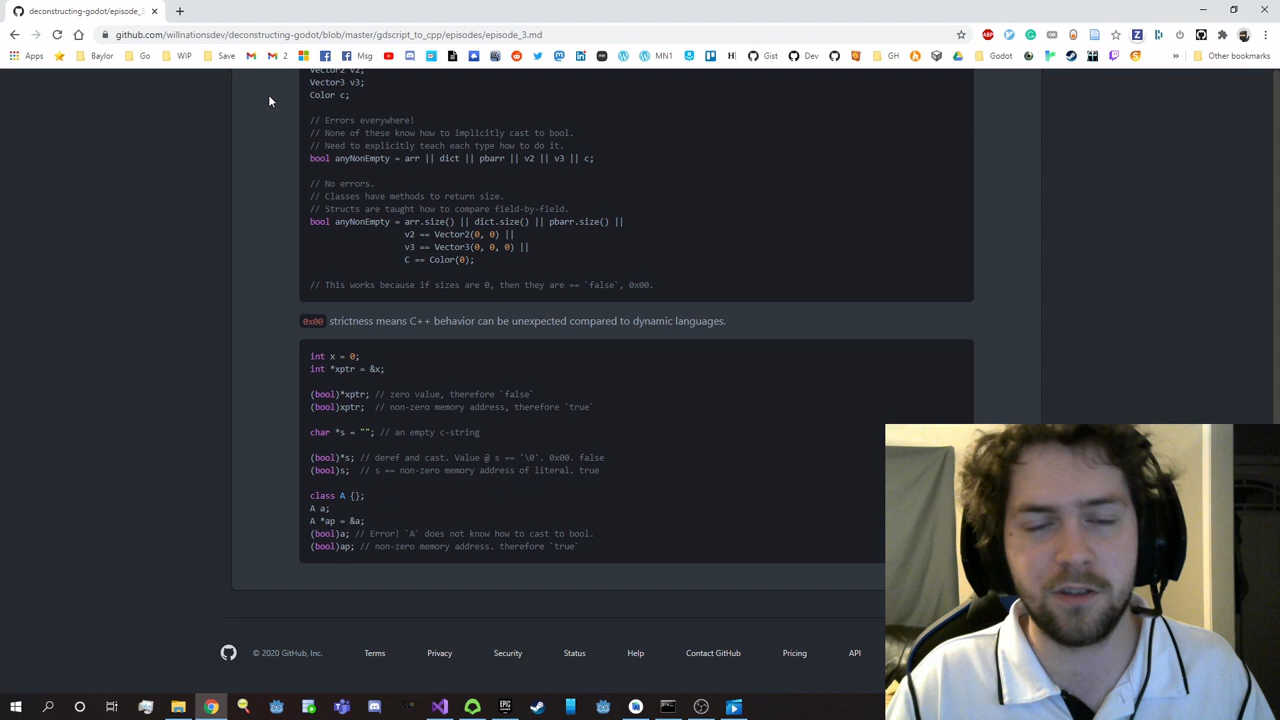 deconstructing-godot/episode_3
github.com/willnationsdev/deconstructing-godot/blob/master/gdscript_to_cpp/episodes/episode_3.md
Apps Baylor GO WIP Save M 2 Msg MN1 Gist Dev GH Godot » Other bookmarks
Vector2 v2;
Vector3 v3;
Color c;
// Errors everywhere!
// None of these know how to implicitly cast to bool.
// Need to explicitly teach each type how to do it.
bool anyNonEmpty = arr || dict || pbarr || v2 || v3 || c;
// No errors.
// Classes have methods to return size.
// Structs are taught how to compare field-by-field.
bool anyNonEmpty = arr.size() || dict.size() || pbarr.size() ||
v2 == Vector2(0, 0) ||
v3 == Vector3(0, 0, 0) ||
C == Color(0);
// This works because if sizes are 0, then they are == `false`, 0x00.
0x00 strictness means C++ behavior can be unexpected compared to dynamic languages.
int x = 0;
int *xptr = &x;
(bool)*xptr; // zero value, therefore `false`
(bool)xptr; // non-zero memory address, therefore `true`
char *s = ""; // an empty c-string
(bool)*s; // deref and cast. Value @ s == '\0'. 0x00. false
(bool)s; // s == non-zero memory address of literal. true
class A {};
A a;
A *ap = &a;
(bool)a; // Error! `A` does not know how to cast to bool.
(bool)ap; // non-zero memory address. therefore `true`
© 2020 GitHub, Inc. Terms Privacy Security Status Help Contact GitHub Pricing API